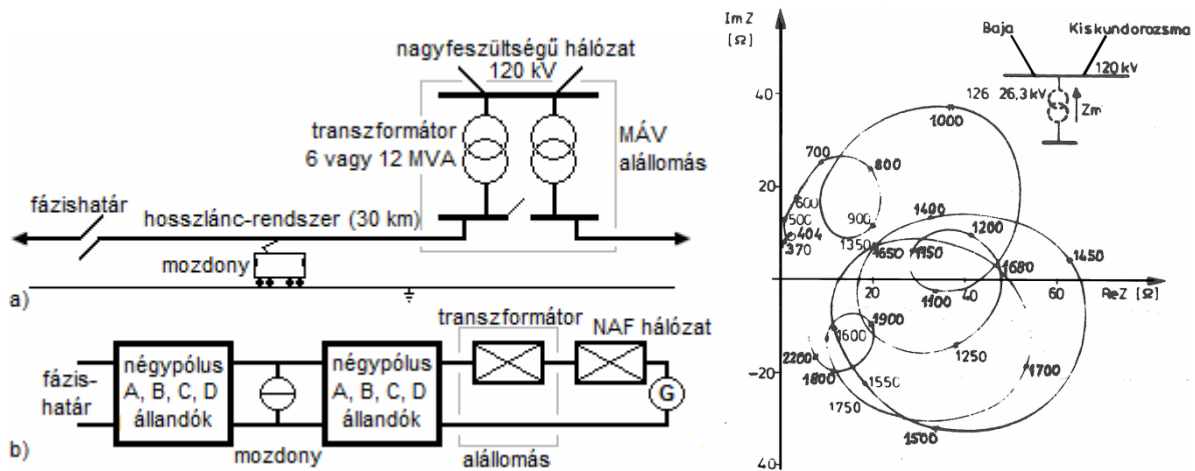 nagyfeszültségű hálózat
120 kV
transzformátor
6 vagy 12 MVA
MÁV
alállomás
fázishatár
hosszlánc-rendszer (30 km)
mozdony
a)
transzformátor
NAF hálózat
fázis-
határ
négypólus
A, B, C, D
állandók
négypólus
A, B, C, D
állandók
G
mozdony
alállomás
b)
Im Z
[Ω]
Baja
Kiskundorozsma
120 kV
126
26,3 kV
Zm
40
20
0
-20
40
20
40
60
Re Z [Ω]
1000
700
800
600
500
404
370
900
1350
1650
1400
1200
1150
1450
1680
1100
1900
1250
1600
2200
1800
1550
1750
1700
1500